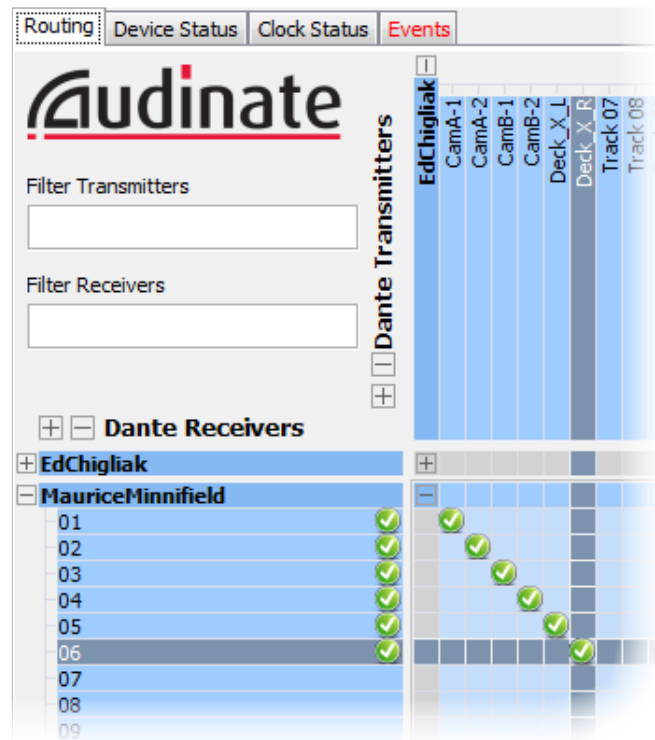 Routing Device Status Clock Status Events
Audinate
Filter Transmitters
Filter Receivers
Dante Transmitters
EdChigliak
CamA-1
CamA-2
CamB-1
CamB-2
Deck_X_L
Deck_X_R
Track 07
Track 08
Dante Receivers
EdChigliak
MauriceMinnifield
01
02
03
04
05
06
07
08
09